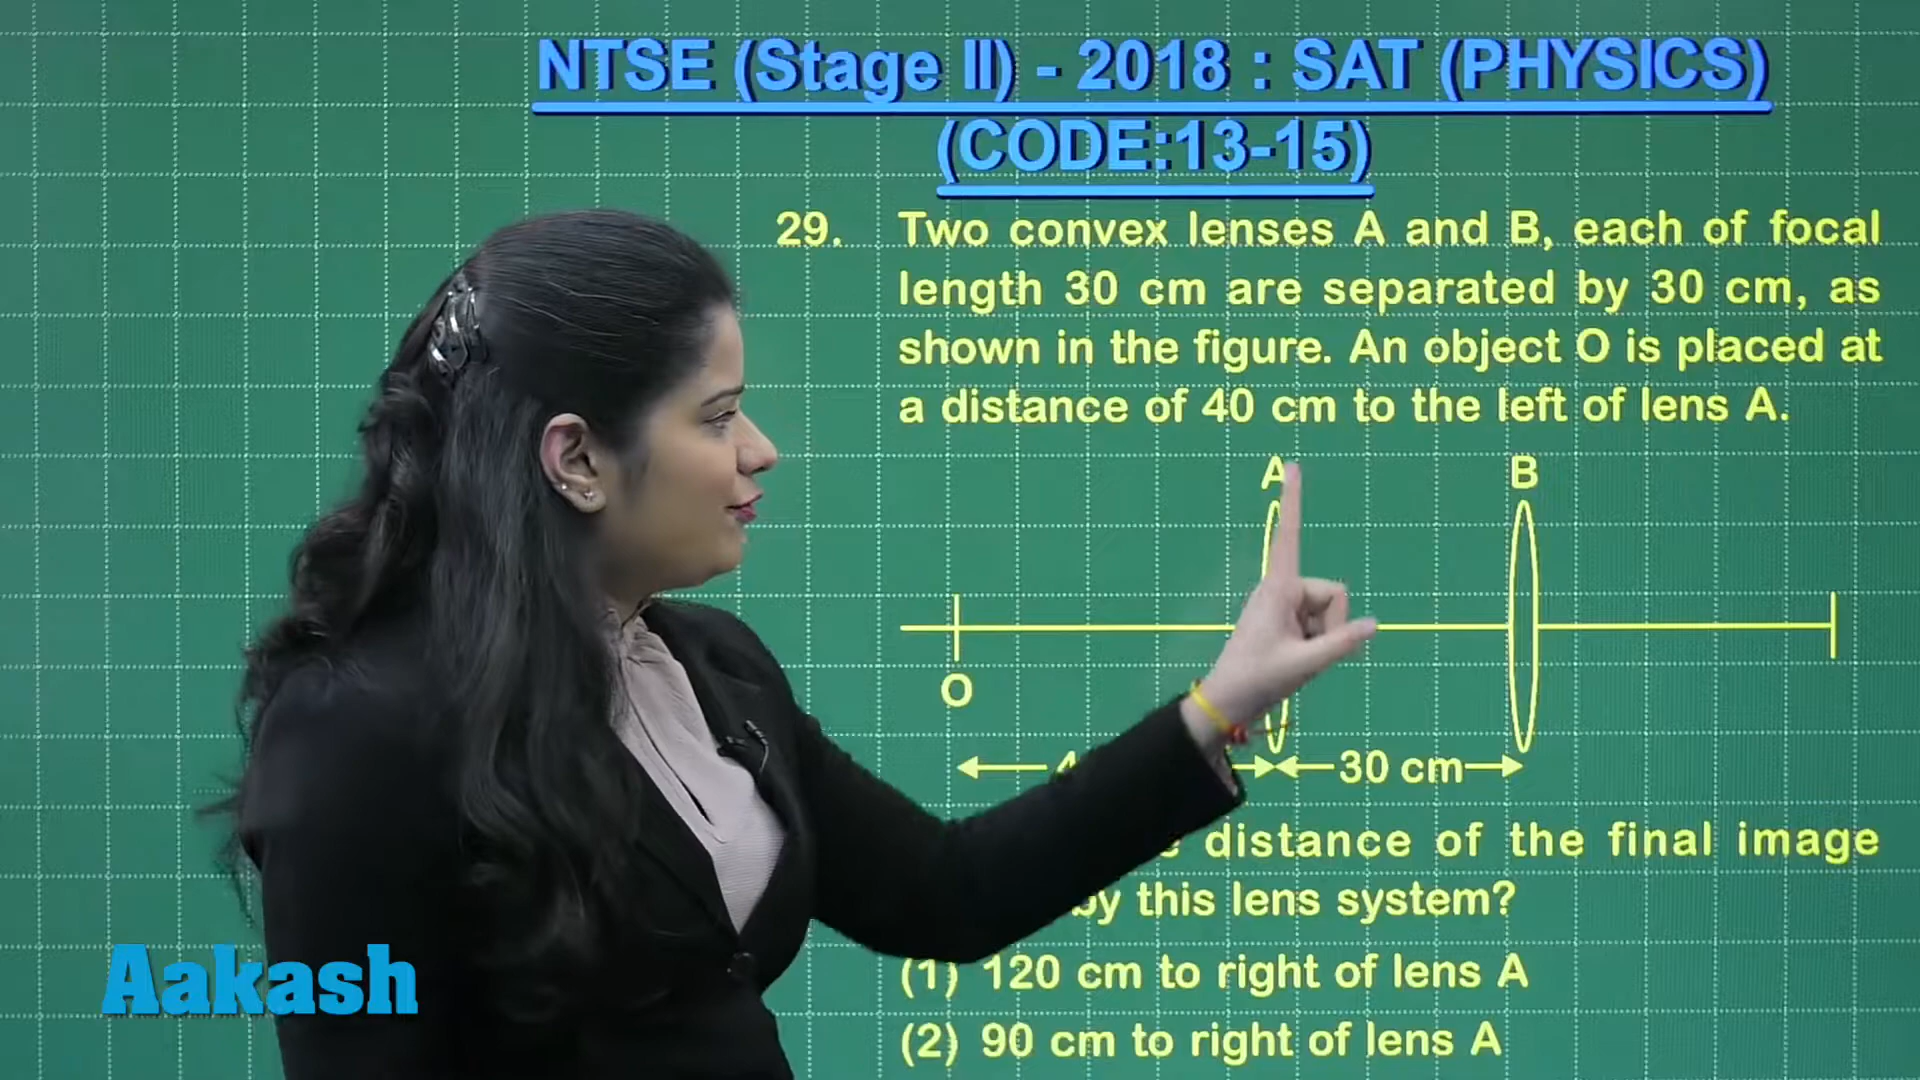 NTSE (Stage II) - 2018 : SAT (PHYSICS)
(CODE:13-15)
29. Two convex lenses A and B, each of focal
length 30 cm are separated by 30 cm, as
shown in the figure. An object O is placed at
a distance of 40 cm to the left of lens A.
A B
O
30 cm
distance of the final image
by this lens system?
(1) 120 cm to right of lens A
(2) 90 cm to right of lens A
Aakash